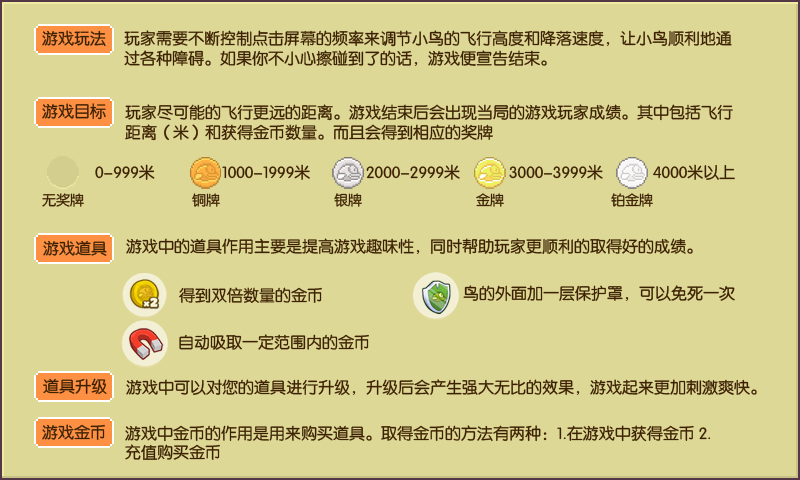 游戏玩法
玩家需要不断控制点击屏幕的频率来调节小鸟的飞行高度和降落速度，让小鸟顺利地通
过各种障碍。如果你不小心擦碰到了的话，游戏便宣告结束。
游戏目标
玩家尽可能的飞行更远的距离。游戏结束后会出现当局的游戏玩家成绩。其中包括飞行
距离（米）和获得金币数量。而且会得到相应的奖牌
0-999米
1000-1999米
2000-2999米
3000-3999米
4000米以上
无奖牌
铜牌
银牌
金牌
铂金牌
游戏道具
游戏中的道具作用主要是提高游戏趣味性，同时帮助玩家更顺利的取得好的成绩。
x2
得到双倍数量的金币
鸟的外面加一层保护罩，可以免死一次
自动吸取一定范围内的金币
道具升级
游戏中可以对您的道具进行升级，升级后会产生强大无比的效果，游戏起来更加刺激爽快。
游戏金币
游戏中金币的作用是用来购买道具。取得金币的方法有两种：1.在游戏中获得金币 2.
充值购买金币